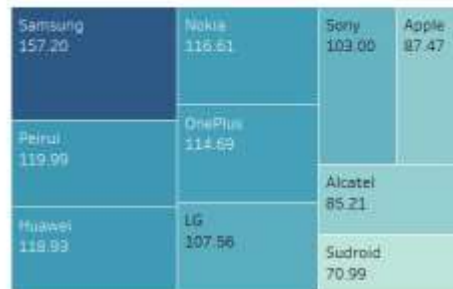 Samsung
157.20
Peirui
119.99
Huawei
118.93
Nokia
116.61
OnePlus
114.69
LG
107.56
Sony
103.00
Apple
87.47
Alcatel
85.21
Sudroid
70.99